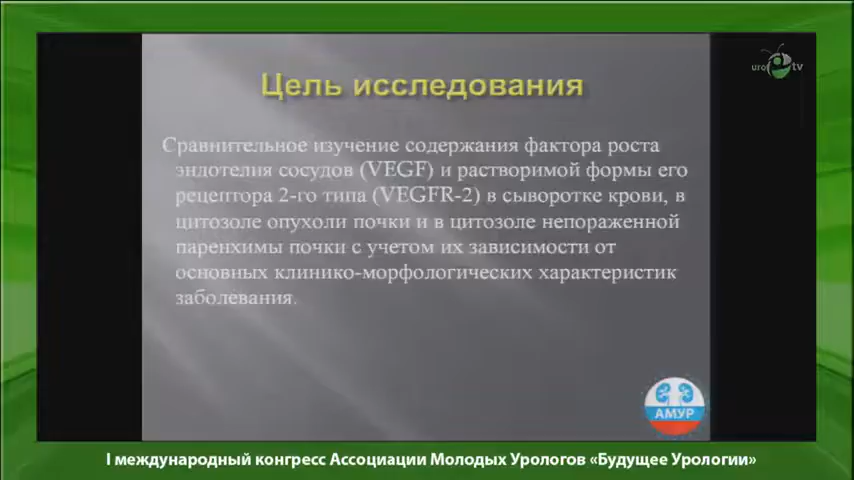 uro tv
Цель исследования
Сравнительное изучение содержания фактора роста
эндотелия сосудов (VEGF) и растворимой формы его
рецептора 2-го типа (VEGFR-2) в сыворотке крови, в
цитозоле опухоли почки и в цитозоле непораженной
паренхимы почки с учетом их зависимости от
основных клинико-морфологических характеристик
заболевания.
АМУР
I международный конгресс Ассоциации Молодых Урологов «Будущее Урологии»